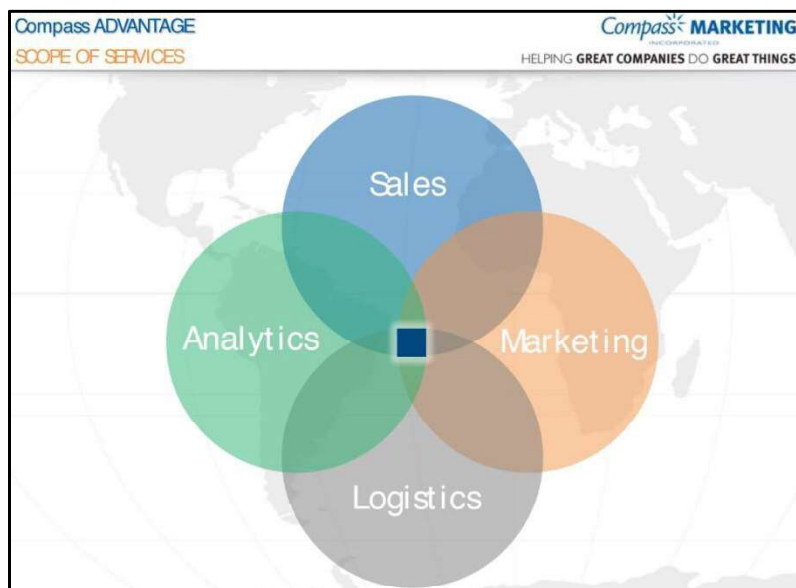 Compass ADVANTAGE
SCOPE OF SERVICES
Compass MARKETING
INCORPORATED
HELPING GREAT COMPANIES DO GREAT THINGS
Sales
Analytics
Marketing
Logistics